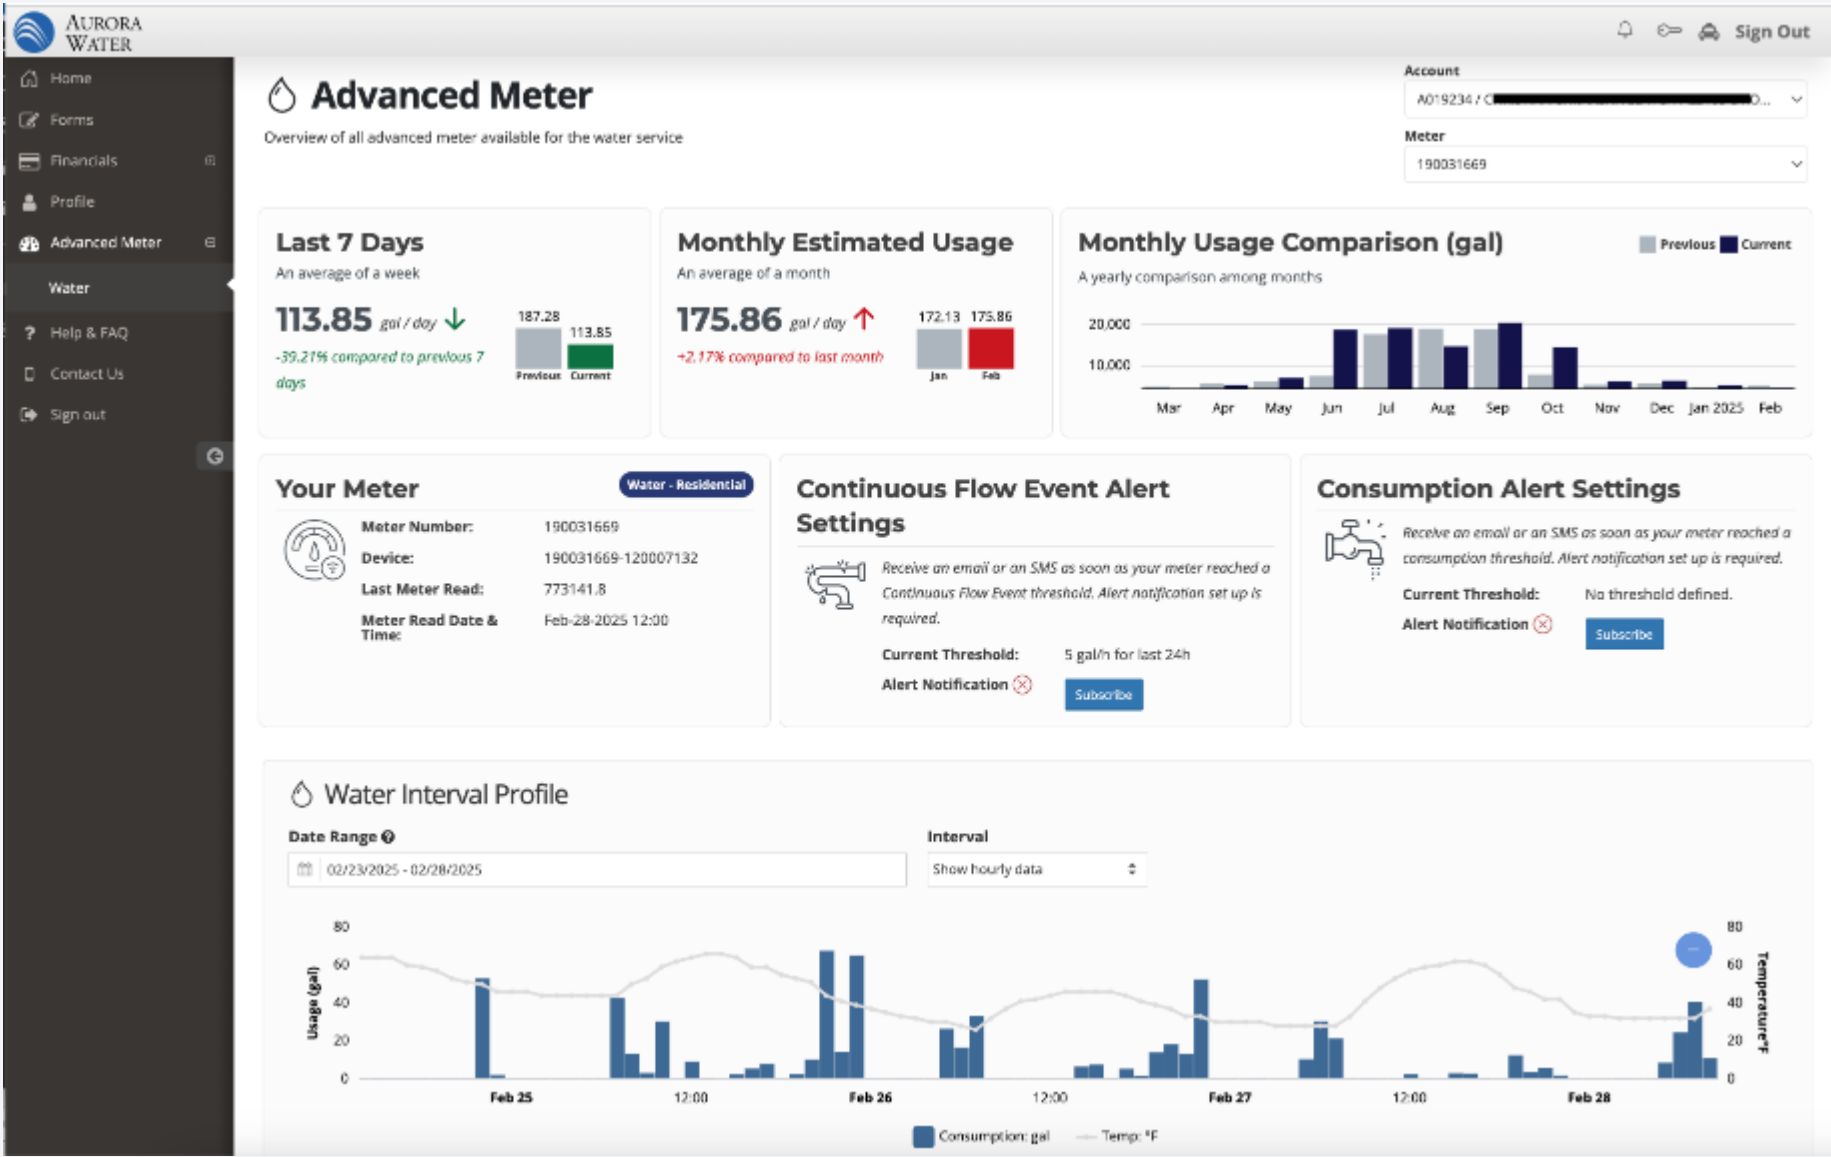 AURORA
WATER
Sign Out
Home
Forms
Financials
Profile
Advanced Meter
Water
Help & FAQ
Contact Us
Sign out
Advanced Meter
Overview of all advanced meter available for the water service
Account
A019234 / C D...
Meter
190031669
Last 7 Days
An average of a week
113.85 gal / day
-39.21% compared to previous 7
days
187.28
113.85
Previous Current
Monthly Estimated Usage
An average of a month
175.86 gal / day
+2.17% compared to last month
172.13 175.86
Jan Feb
Monthly Usage Comparison (gal)
Previous Current
A yearly comparison among months
20,000
10,000
Mar Apr May Jun Jul Aug Sep Oct Nov Dec Jan 2025 Feb
Your Meter
Water - Residential
Meter Number: 190031669
Device: 190031669-120007132
Last Meter Read: 773141.8
Meter Read Date & Feb-28-2025 12:00
Time:
Continuous Flow Event Alert
Settings
Receive an email or an SMS as soon as your meter reached a
Continuous Flow Event threshold. Alert notification set up is
required.
Current Threshold: 5 gal/h for last 24h
Alert Notification
Subscribe
Consumption Alert Settings
Receive an email or an SMS as soon as your meter reached a
consumption threshold. Alert notification set up is required.
Current Threshold: No threshold defined.
Alert Notification
Subscribe
Water Interval Profile
Date Range ?
Interval
02/23/2025 - 02/28/2025
Show hourly data
Usage (gal)
80
60
40
20
0
80
60
40
20
0
Temperature°F
Feb 25 12:00 Feb 26 12:00 Feb 27 12:00 Feb 28
Consumption: gal Temp: °F